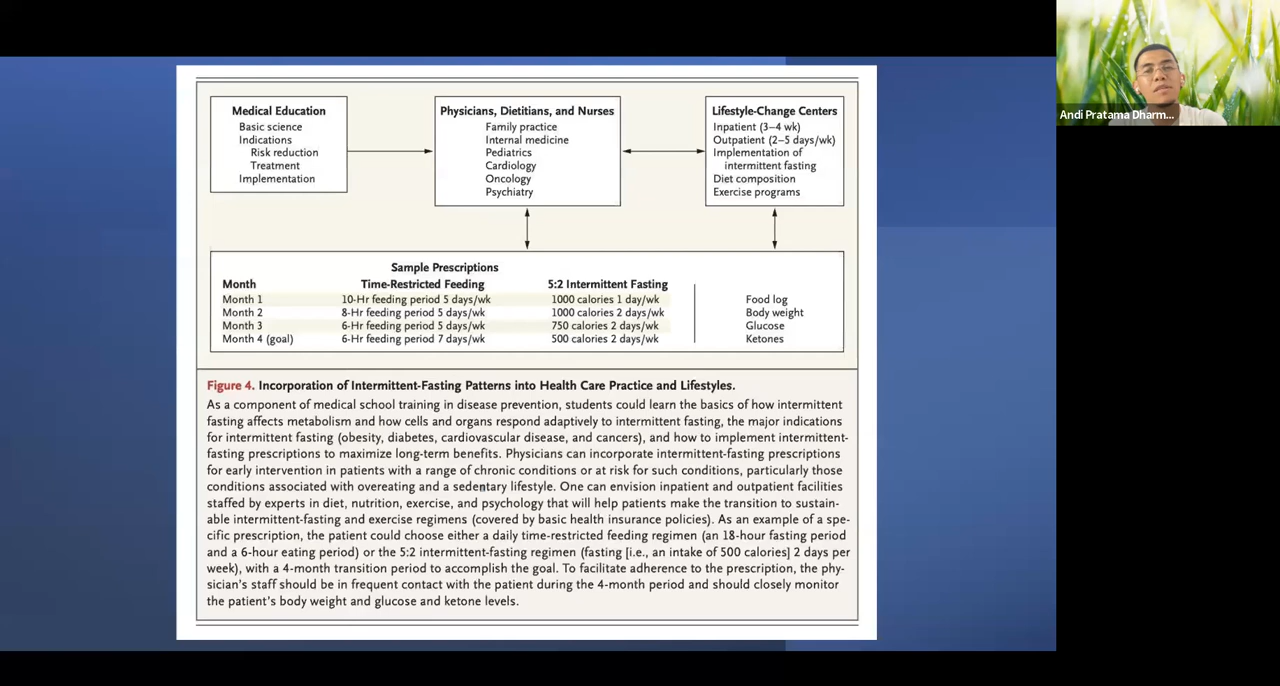 Medical Education
Basic science
Indications
Risk reduction
Treatment
Implementation
Physicians, Dietitians, and Nurses
Family practice
Internal medicine
Pediatrics
Cardiology
Oncology
Psychiatry
Lifestyle-Change Centers
Inpatient (3–4 wk)
Outpatient (2–5 days/wk)
Implementation of
intermittent fasting
Diet composition
Exercise programs
Sample Prescriptions
Month Time-Restricted Feeding 5:2 Intermittent Fasting
Month 1 10-Hr feeding period 5 days/wk 1000 calories 1 day/wk Food log
Month 2 8-Hr feeding period 5 days/wk 1000 calories 2 days/wk Body weight
Month 3 6-Hr feeding period 5 days/wk 750 calories 2 days/wk Glucose
Month 4 (goal) 6-Hr feeding period 7 days/wk 500 calories 2 days/wk Ketones
Figure 4. Incorporation of Intermittent-Fasting Patterns into Health Care Practice and Lifestyles.
As a component of medical school training in disease prevention, students could learn the basics of how intermittent
fasting affects metabolism and how cells and organs respond adaptively to intermittent fasting, the major indications
for intermittent fasting (obesity, diabetes, cardiovascular disease, and cancers), and how to implement intermittent-
fasting prescriptions to maximize long-term benefits. Physicians can incorporate intermittent-fasting prescriptions
for early intervention in patients with a range of chronic conditions or at risk for such conditions, particularly those
conditions associated with overeating and a sedentary lifestyle. One can envision inpatient and outpatient facilities
staffed by experts in diet, nutrition, exercise, and psychology that will help patients make the transition to sustain-
able intermittent-fasting and exercise regimens (covered by basic health insurance policies). As an example of a spe-
cific prescription, the patient could choose either a daily time-restricted feeding regimen (an 18-hour fasting period
and a 6-hour eating period) or the 5:2 intermittent-fasting regimen (fasting [i.e., an intake of 500 calories] 2 days per
week), with a 4-month transition period to accomplish the goal. To facilitate adherence to the prescription, the phy-
sician's staff should be in frequent contact with the patient during the 4-month period and should closely monitor
the patient's body weight and glucose and ketone levels.
Andi Pratama Dharm...